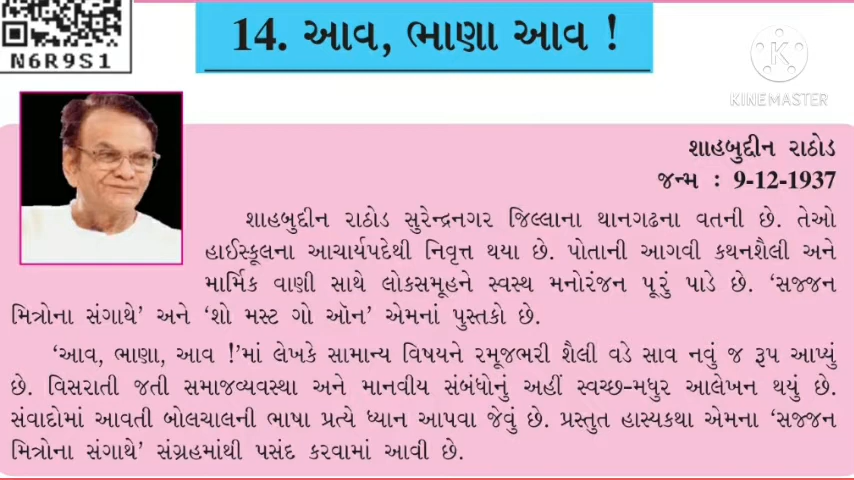 14. આવ, ભાણા આવ !
N6R9S1
K
KINEMASTER
શાહબુદ્દીન રાઠોડ
જન્મ : 9-12-1937
શાહબુદ્દીન રાઠોડ સુરેન્દ્રનગર જિલ્લાના થાનગઢના વતની છે. તેઓ
હાઈસ્કૂલના આચાર્યપદેથી નિવૃત્ત થયા છે. પોતાની આગવી કથનશૈલી અને
માર્મિક વાણી સાથે લોકસમૂહને સ્વસ્થ મનોરંજન પૂરું પાડે છે. ‘સજ્જન
મિત્રોના સંગાથે’ અને ‘શો મસ્ટ ગો ઑન’ એમનાં પુસ્તકો છે.
‘આવ, ભાણા, આવ !’માં લેખકે સામાન્ય વિષયને રમૂજભરી શૈલી વડે સાવ નવું જ રૂપ આપ્યું
છે. વિસરાતી જતી સમાજવ્યવસ્થા અને માનવીય સંબંધોનું અહીં સ્વચ્છ-મધુર આલેખન થયું છે.
સંવાદોમાં આવતી બોલચાલની ભાષા પ્રત્યે ધ્યાન આપવા જેવું છે. પ્રસ્તુત હાસ્યકથા એમના ‘સજ્જન
મિત્રોના સંગાથે’ સંગ્રહમાંથી પસંદ કરવામાં આવી છે.